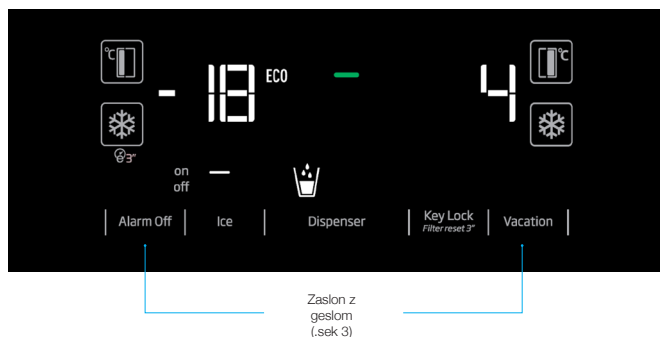 °C
°C
- 18 ECO 4
3"
on
off
Alarm Off Ice Dispenser Key Lock Vacation
Filter reset 3"
Zaslon z
geslom
(.sek 3)